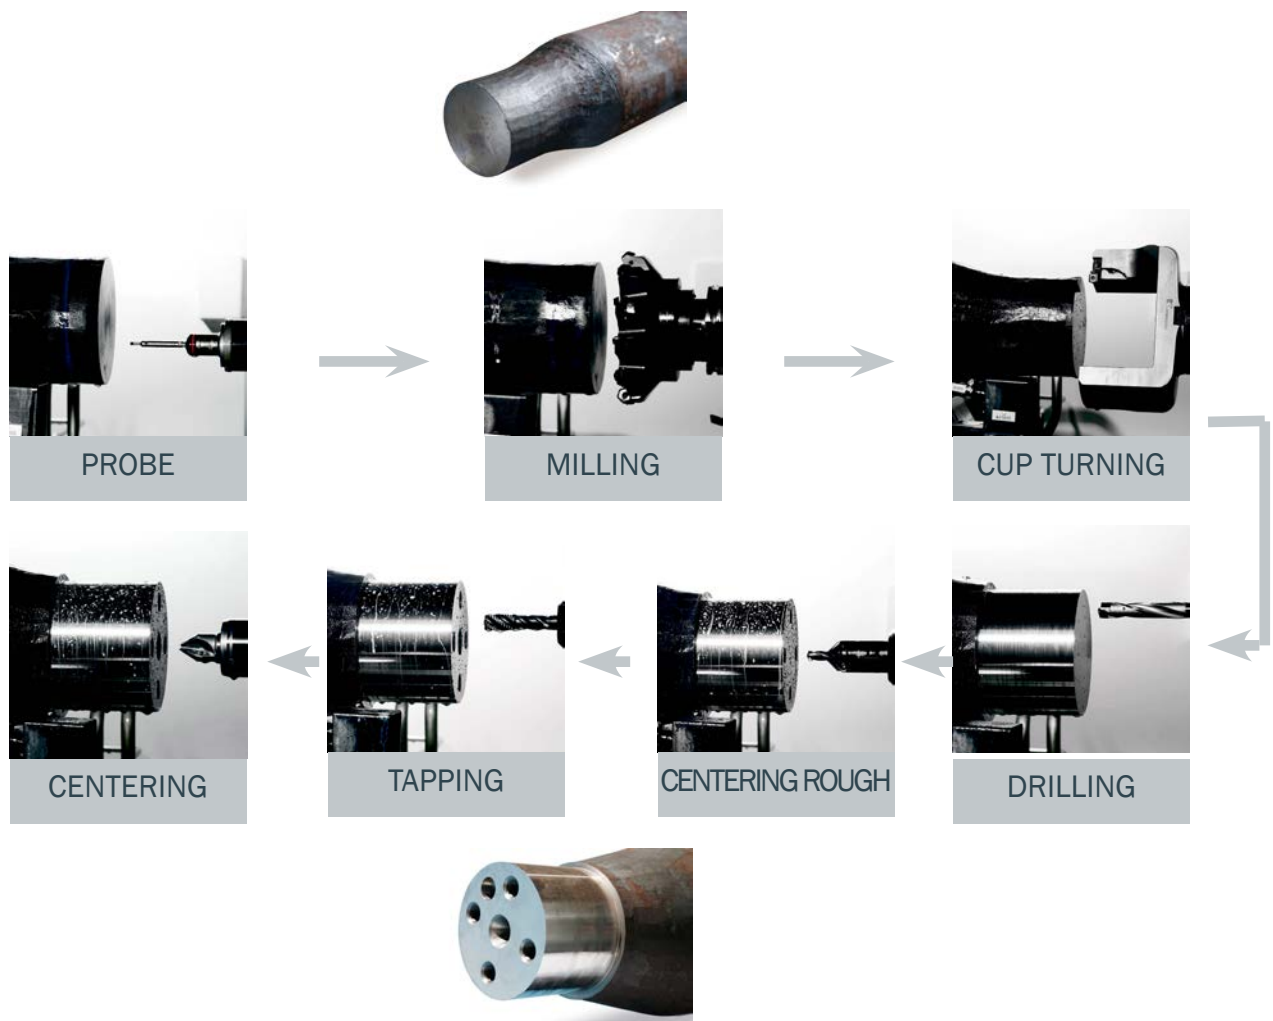 PROBE
MILLING
CUP TURNING
CENTERING
TAPPING
CENTERING ROUGH
DRILLING